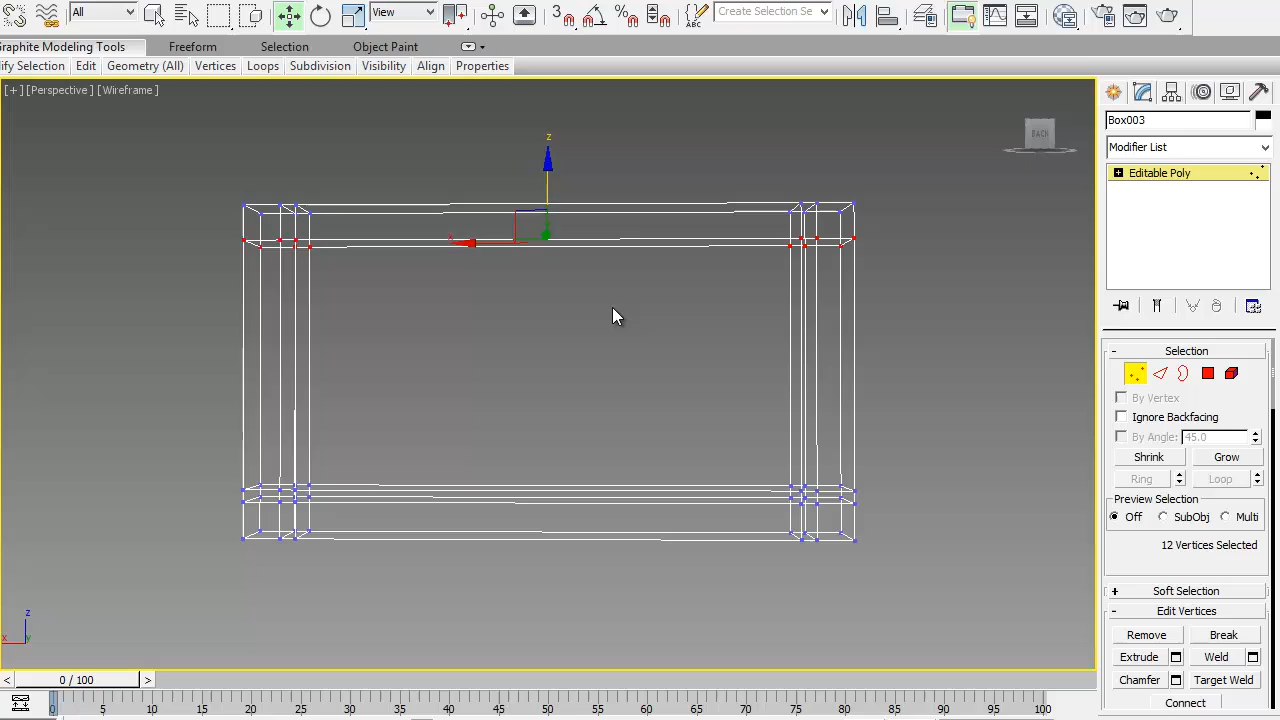 All
View
3
ABC
Create Selection Se
Graphite Modeling Tools
Freeform
Selection
Object Paint
ify Selection
Edit
Geometry (All)
Vertices
Loops
Subdivision
Visibility
Align
Properties
[+] [Perspective] [Wireframe]
BACK
z
x
Box003
Modifier List
Editable Poly
Selection
By Vertex
Ignore Backfacing
By Angle: 45.0
Shrink
Grow
Ring
Loop
Preview Selection
Off
SubObj
Multi
12 Vertices Selected
Soft Selection
Edit Vertices
Remove
Break
Extrude
Weld
Chamfer
Target Weld
Connect
z
x
y
< 0 / 100 >
0 5 10 15 20 25 30 35 40 45 50 55 60 65 70 75 80 85 90 95 100